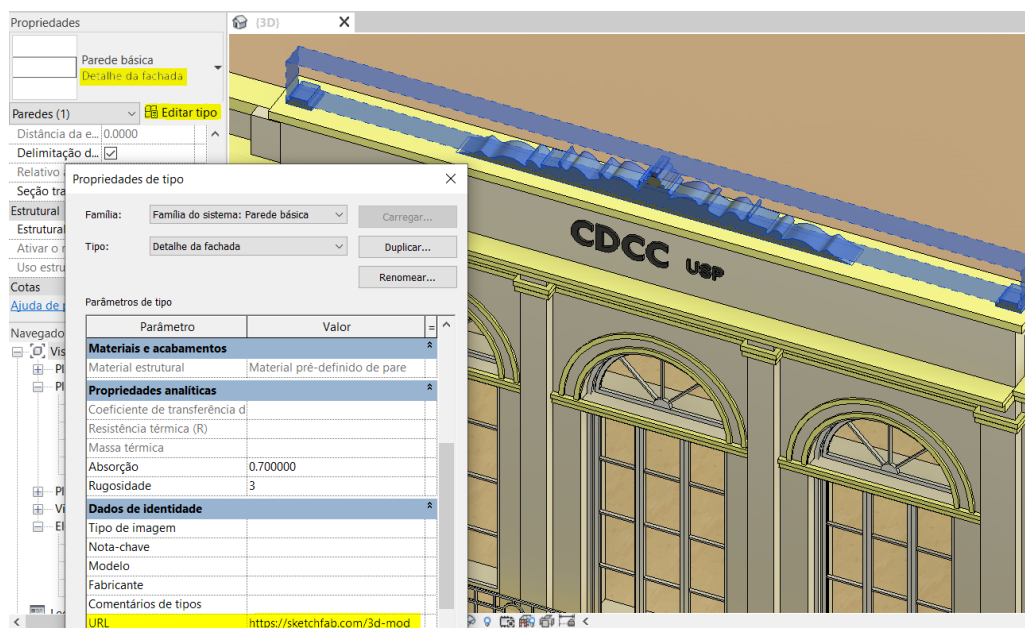 Propriedades
{3D}
Parede básica
Detalhe da fachada
Paredes (1)
Editar tipo
Distância da e... 0.0000
Delimitação d...
Relativo
Seção tra
Estrutural
Estrutural
Ativar o r
Uso estru
Cotas
Ajuda de p
Navegado
Vis
Pl
Pl
Pl
Vi
El
Propriedades de tipo
Família: Família do sistema: Parede básica Carregar...
Tipo: Detalhe da fachada Duplicar...
Renomear...
Parâmetros de tipo
Parâmetro Valor =
Materiais e acabamentos
Material estrutural Material pré-definido de pare
Propriedades analíticas
Coeficiente de transferência d
Resistência térmica (R)
Massa térmica
Absorção 0.700000
Rugosidade 3
Dados de identidade
Tipo de imagem
Nota-chave
Modelo
Fabricante
Comentários de tipos
URL https://sketchfab.com/3d-mod
CDCC USP